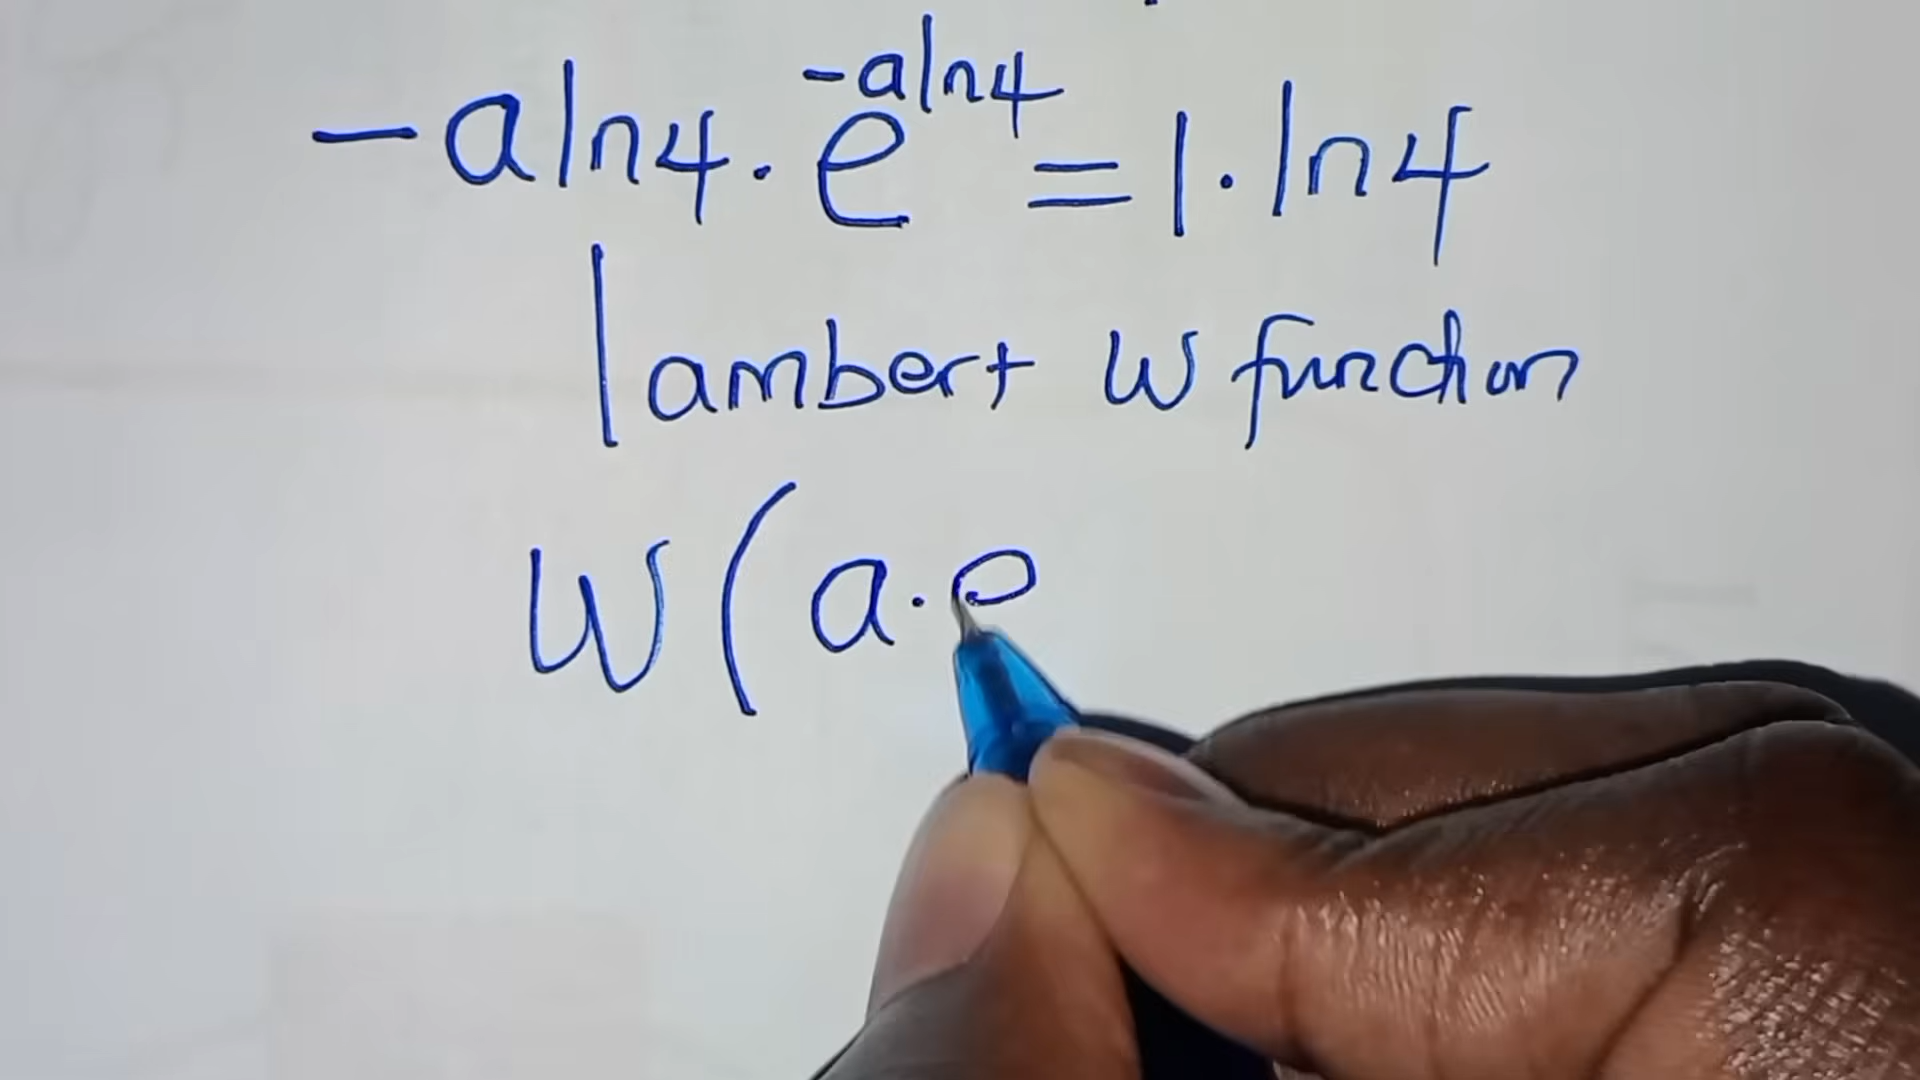 -aln4 . e^-aln4 = 1 . ln4
lambert W function
W ( a . e